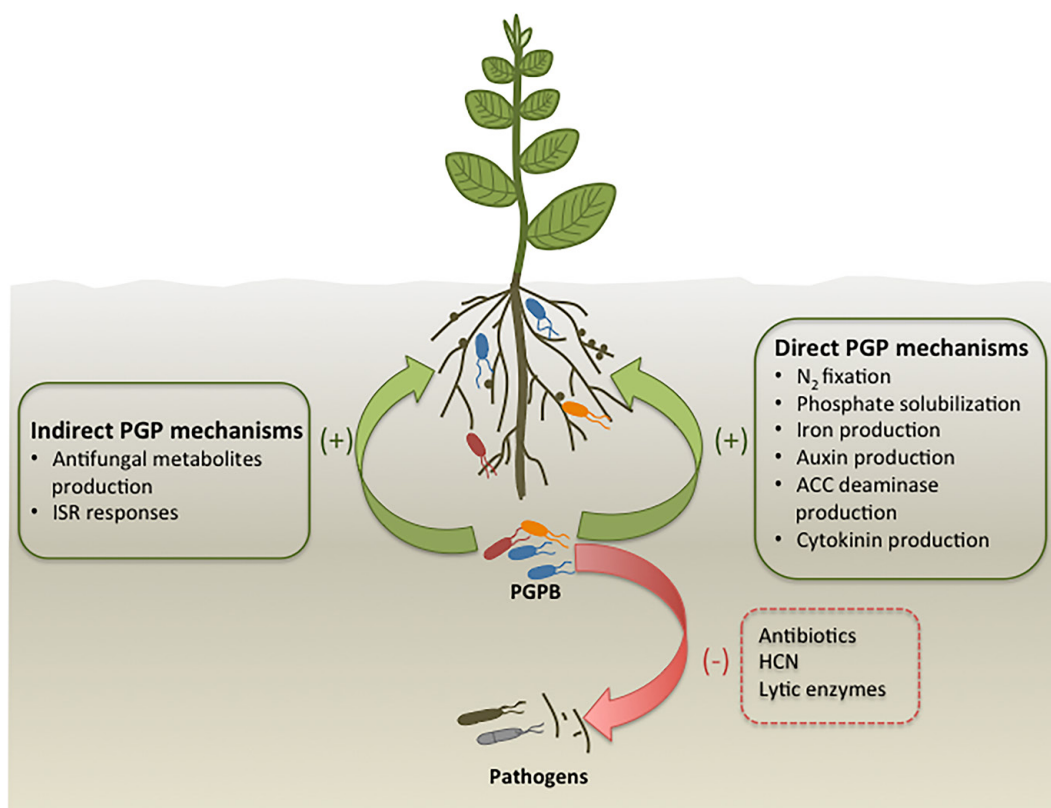 Indirect PGP mechanisms
• Antifungal metabolites
production
• ISR responses
(+)
(+)
Direct PGP mechanisms
• N₂ fixation
• Phosphate solubilization
• Iron production
• Auxin production
• ACC deaminase
production
• Cytokinin production
PGPB
(-)
Antibiotics
HCN
Lytic enzymes
Pathogens